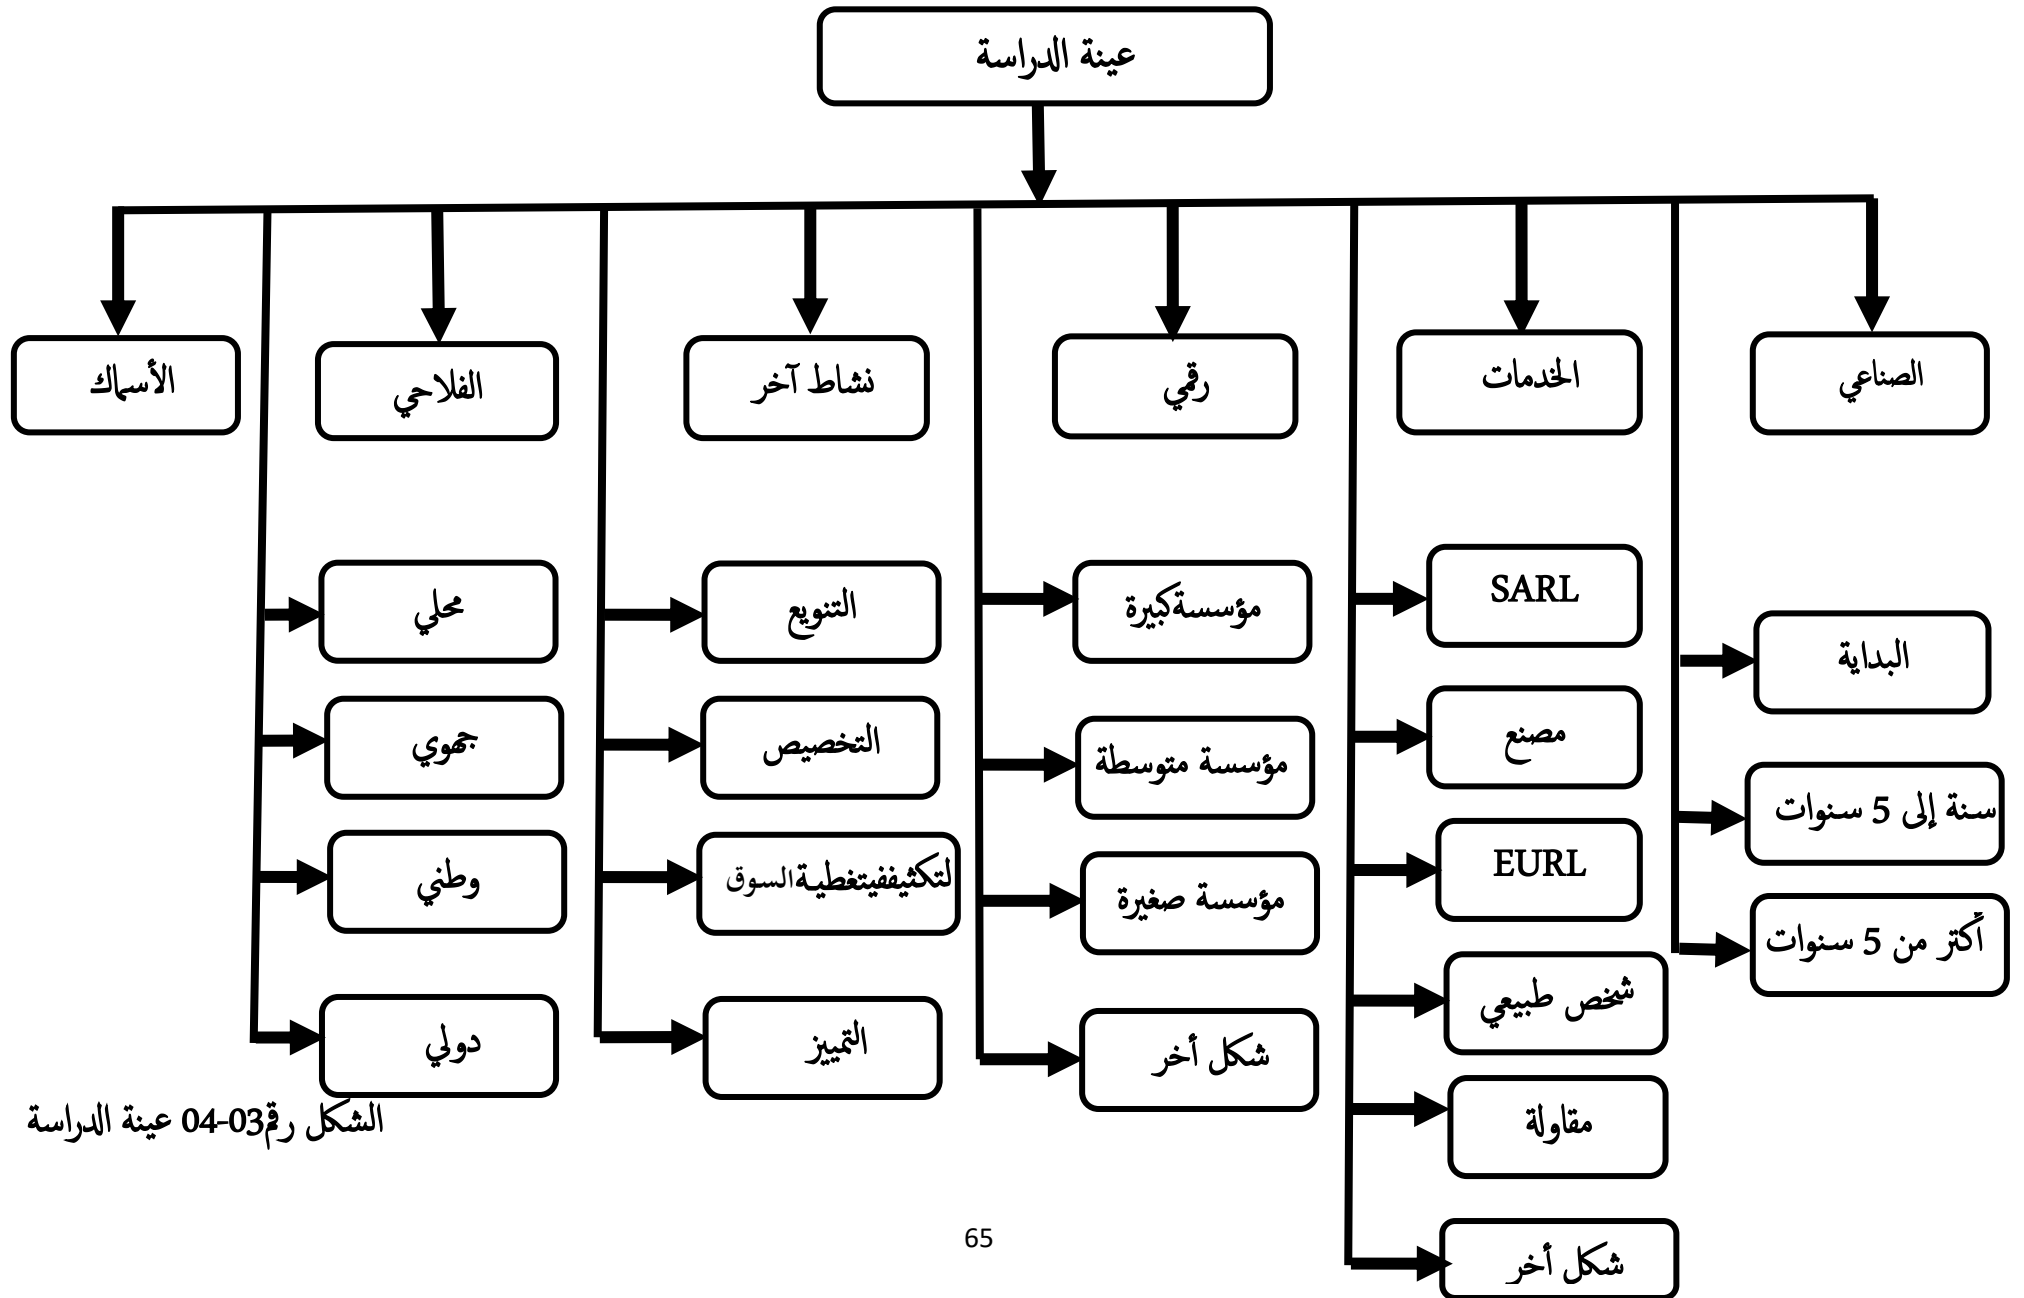 عينة الدراسة
الصناعي
الخدمات
رقمي
نشاط آخر
الفلاحي
الأسماك
البداية
سنة إلى 5 سنوات
أكتر من 5 سنوات
SARL
مصنع
EURL
شخص طبيعي
مقاولة
شكل أخر
مؤسسةكبيرة
مؤسسة متوسطة
مؤسسة صغيرة
شكل أخر
التنويع
التخصيص
لتكثيففيتغطيةالسوق
التمييز
محلي
جهوي
وطني
دولي
الشكل رقم03-04 عينة الدراسة
65